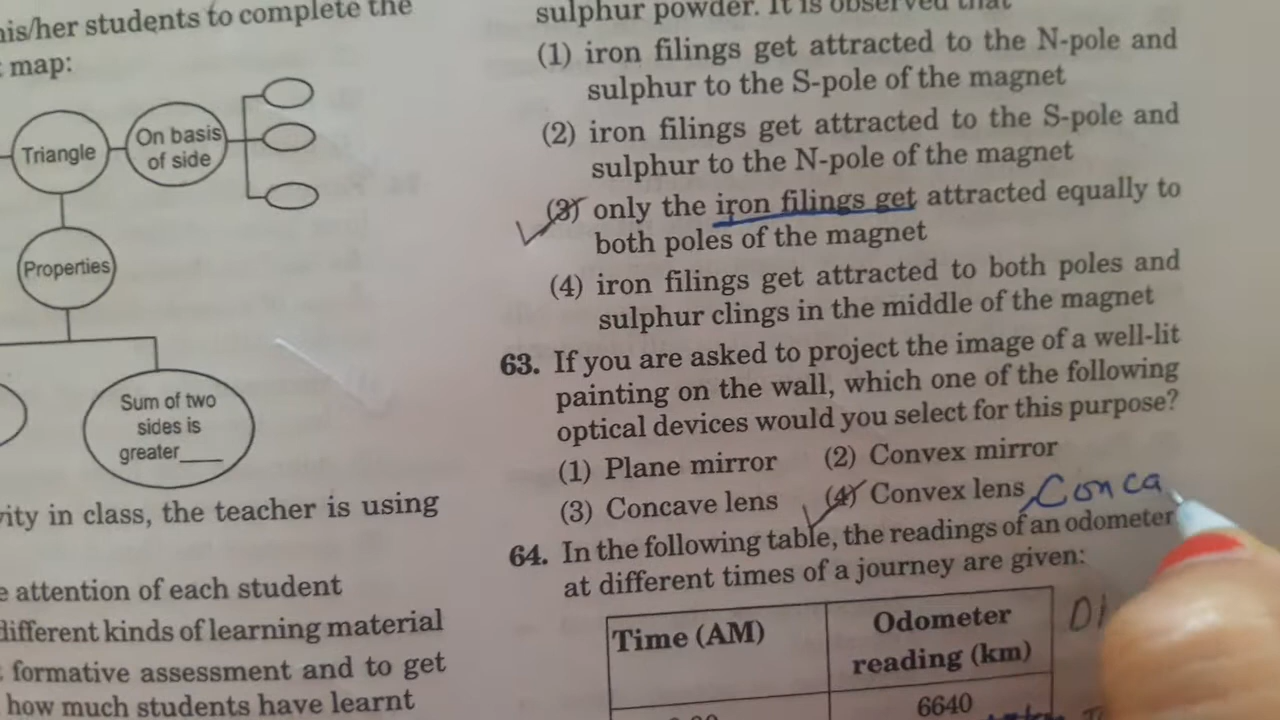 his/her students to complete the
map:
Triangle
On basis
of side
Properties
Sum of two
sides is
greater____
in class, the teacher is using
attention of each student
different kinds of learning material
formative assessment and to get
how much students have learnt
sulphur powder. It is observed that
(1) iron filings get attracted to the N-pole and
sulphur to the S-pole of the magnet
(2) iron filings get attracted to the S-pole and
sulphur to the N-pole of the magnet
(3) only the iron filings get attracted equally to
both poles of the magnet
(4) iron filings get attracted to both poles and
sulphur clings in the middle of the magnet
63. If you are asked to project the image of a well-lit
painting on the wall, which one of the following
optical devices would you select for this purpose?
(1) Plane mirror (2) Convex mirror
(3) Concave lens (4) Convex lens, Conca
64. In the following table, the readings of an odometer
at different times of a journey are given:
Time (AM) Odometer
reading (km)
6640